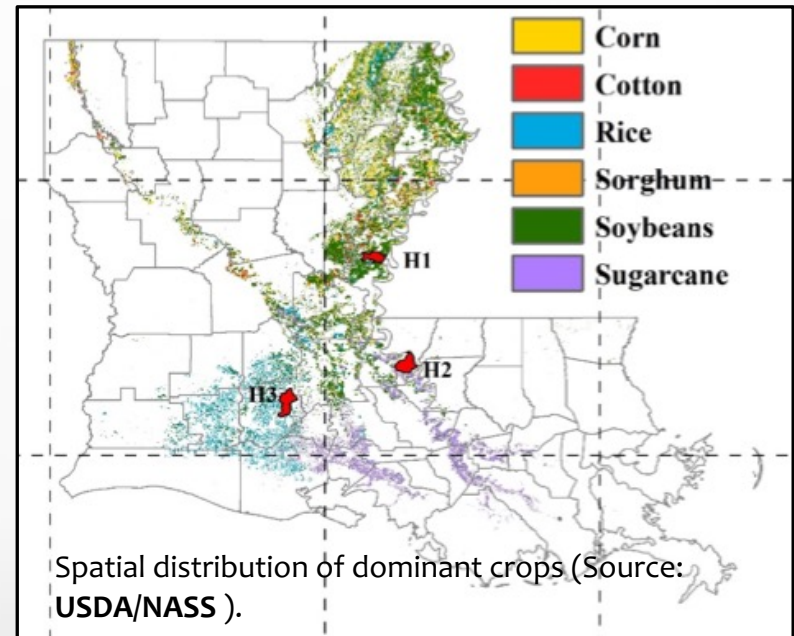 Corn
Cotton
Rice
Sorghum
Soybeans
Sugarcane
H1
H2
H3
Spatial distribution of dominant crops (Source:
USDA/NASS ).